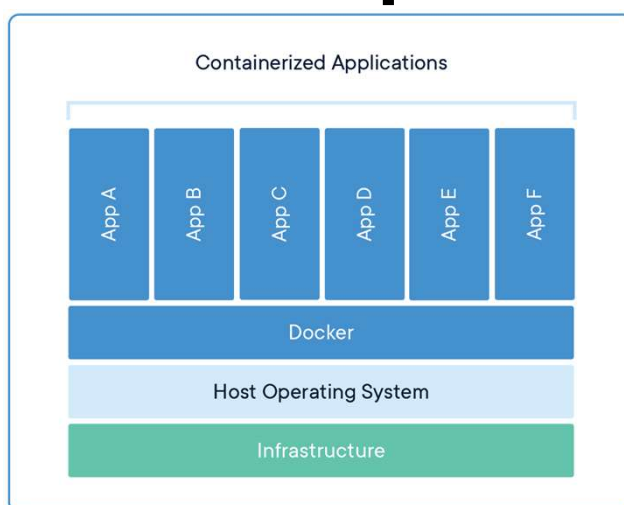 Containerized Applications
App A
App B
App C
App D
App E
App F
Docker
Host Operating System
Infrastructure